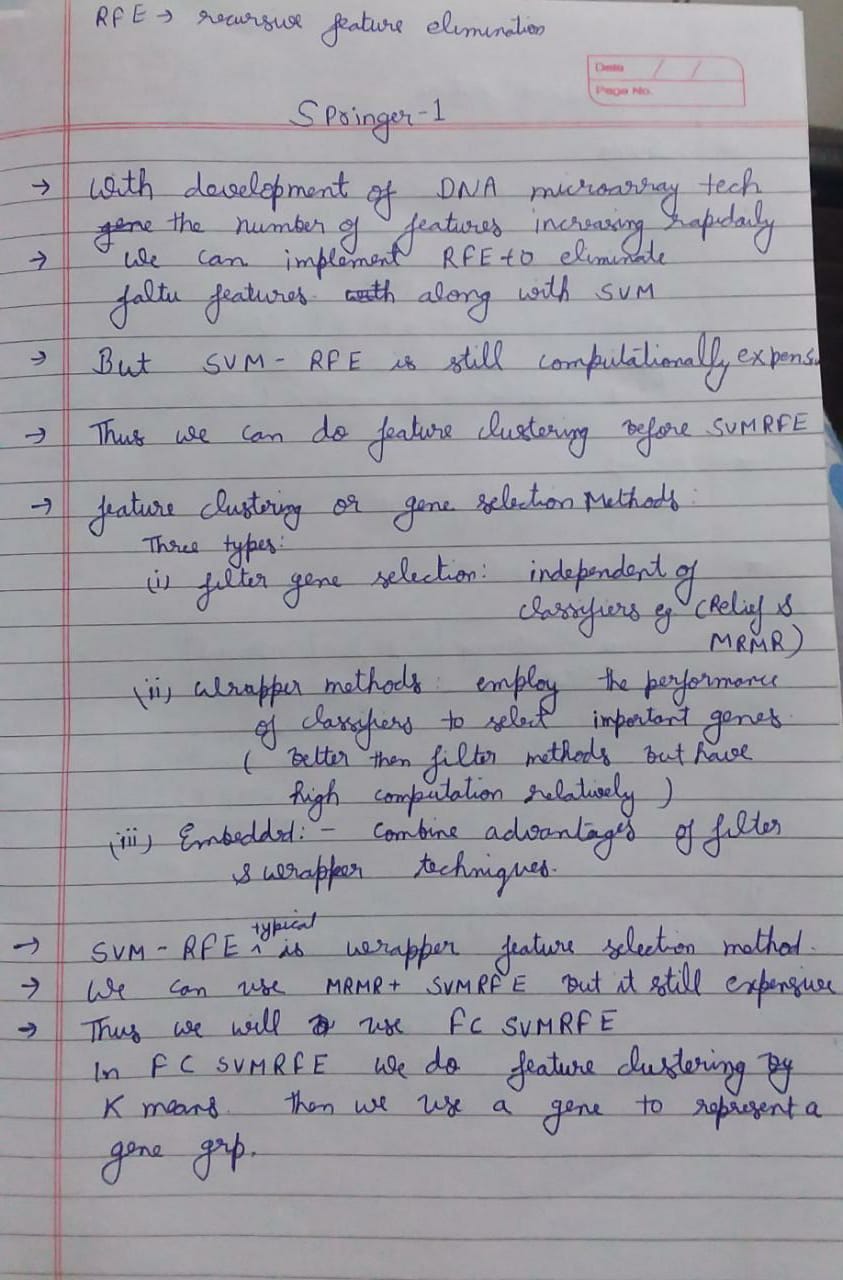 RFE → recursive feature elimination
Date / /
Page No.
Springer-1
→ With development of DNA microarray tech
gene the number of features increasing rapidaily
→ We can implement RFE to eliminate
faltu features with along with SVM
→ But SVM - RFE is still computationally expens
→ Thus we can do feature clustering before SVMRFE
→ feature clustering or gene selection Methods:
Three types:
(i) filter gene selection: independent of
classifiers eg (Relief &
MRMR)
(ii) Wrapper methods: employ the performance
of classifiers to select important genes
( better then filter methods but have
high computation relatively )
(iii) Embeddrd: - Combine advantages of filter
& wrapper techniques.
typical
→ SVM - RFE ^ is wrapper feature selection method.
→ We can use MRMR + SVMRFE but it still expensive
→ Thus we will use FC SVMRFE
In FC SVMRFE we do feature clustering by
K means. then we use a gene to represent a
gene grp.